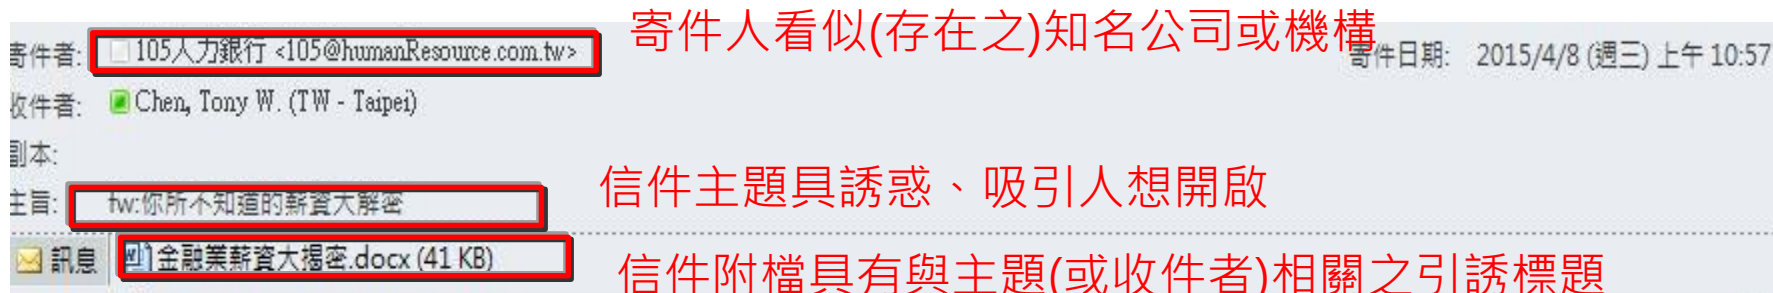 寄件人看似(存在之)知名公司或機構
寄件者: 105人力銀行 <105@humanResource.com.tw> 寄件日期: 2015/4/8 (週三) 上午 10:57
收件者: Chen, Tony W. (TW - Taipei)
副本:
信件主題具誘惑、吸引人想開啟
主旨: fw:你所不知道的薪資大解密
訊息 金融業薪資大揭密.docx (41 KB)
信件附檔具有與主題(或收件者)相關之引誘標題